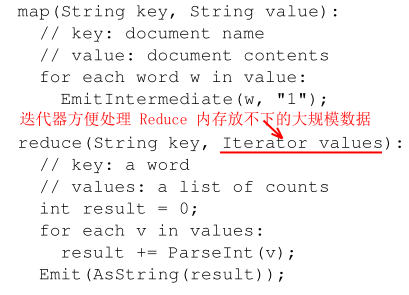 map(String key, String value):
// key: document name
// value: document contents
for each word w in value:
EmitIntermediate(w, "1");
迭代器方便处理 Reduce 内存放不下的大规模数据
reduce(String key, Iterator values):
// key: a word
// values: a list of counts
int result = 0;
for each v in values:
result += ParseInt(v);
Emit(AsString(result));